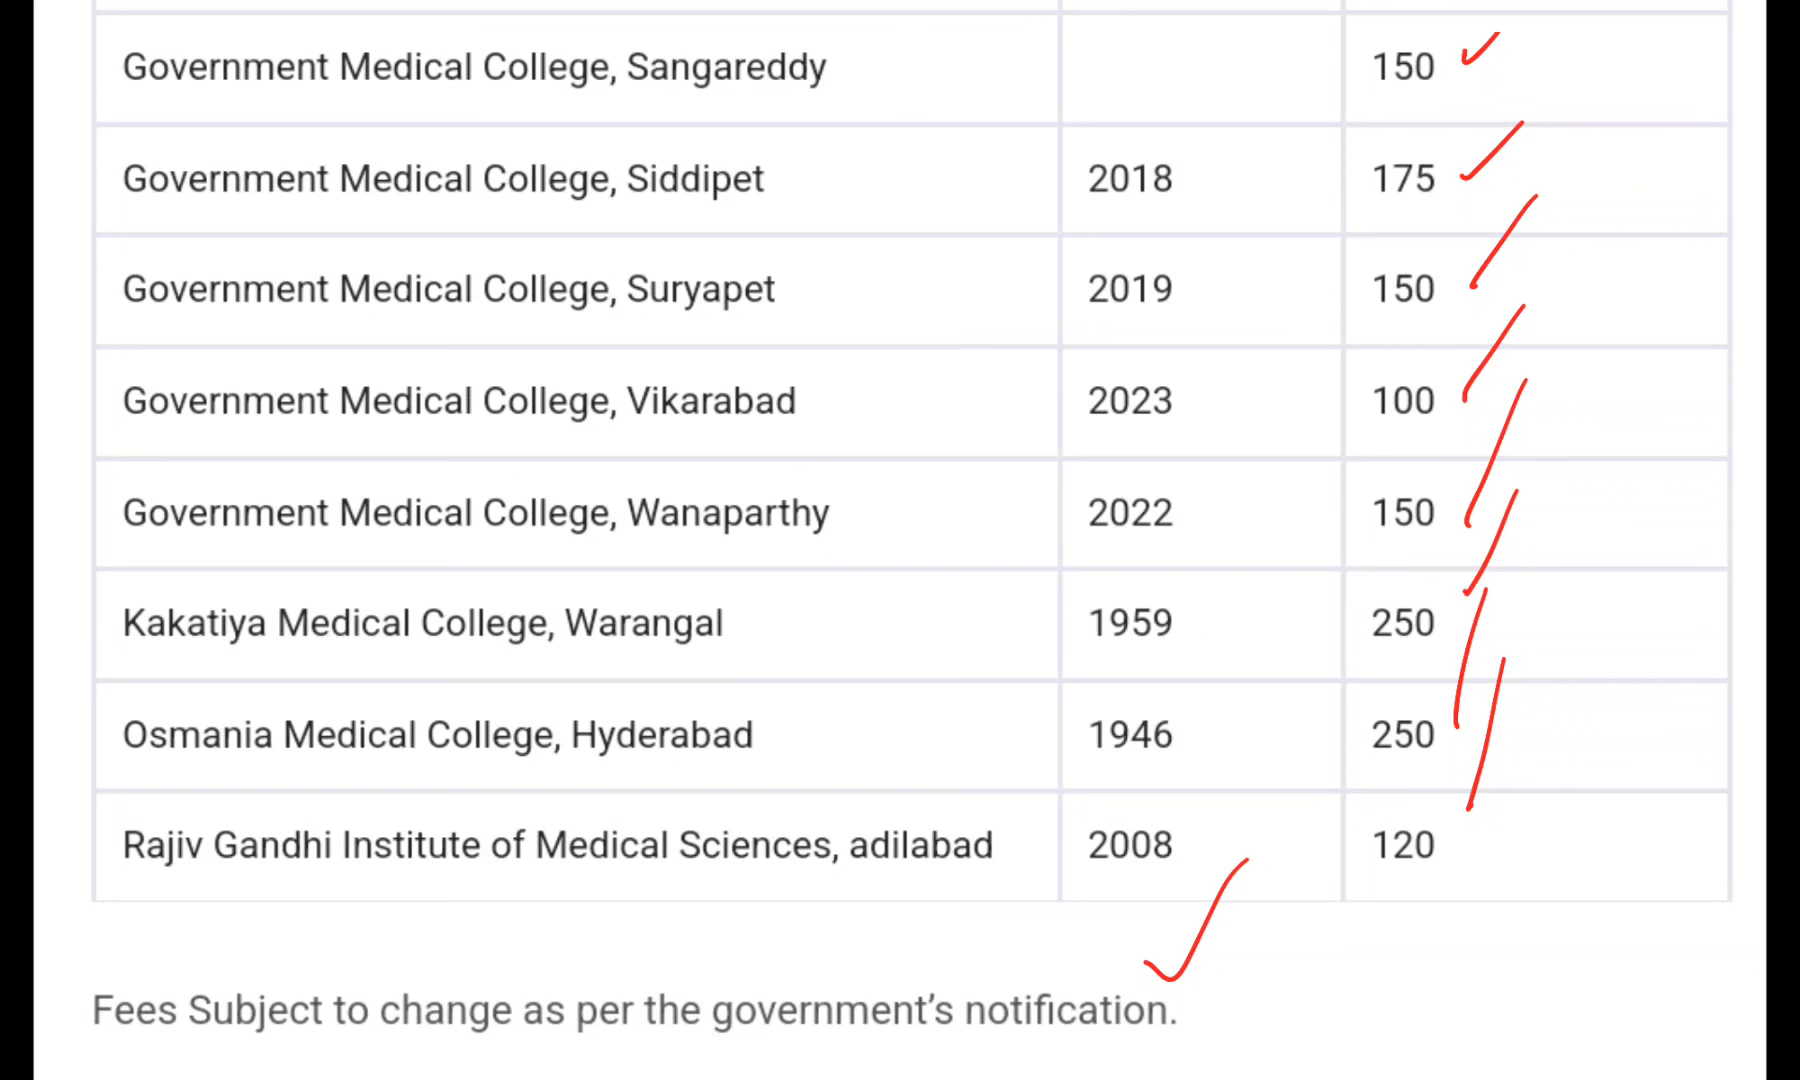 Government Medical College, Sangareddy 150
Government Medical College, Siddipet 2018 175
Government Medical College, Suryapet 2019 150
Government Medical College, Vikarabad 2023 100
Government Medical College, Wanaparthy 2022 150
Kakatiya Medical College, Warangal 1959 250
Osmania Medical College, Hyderabad 1946 250
Rajiv Gandhi Institute of Medical Sciences, adilabad 2008 120
Fees Subject to change as per the government’s notification.